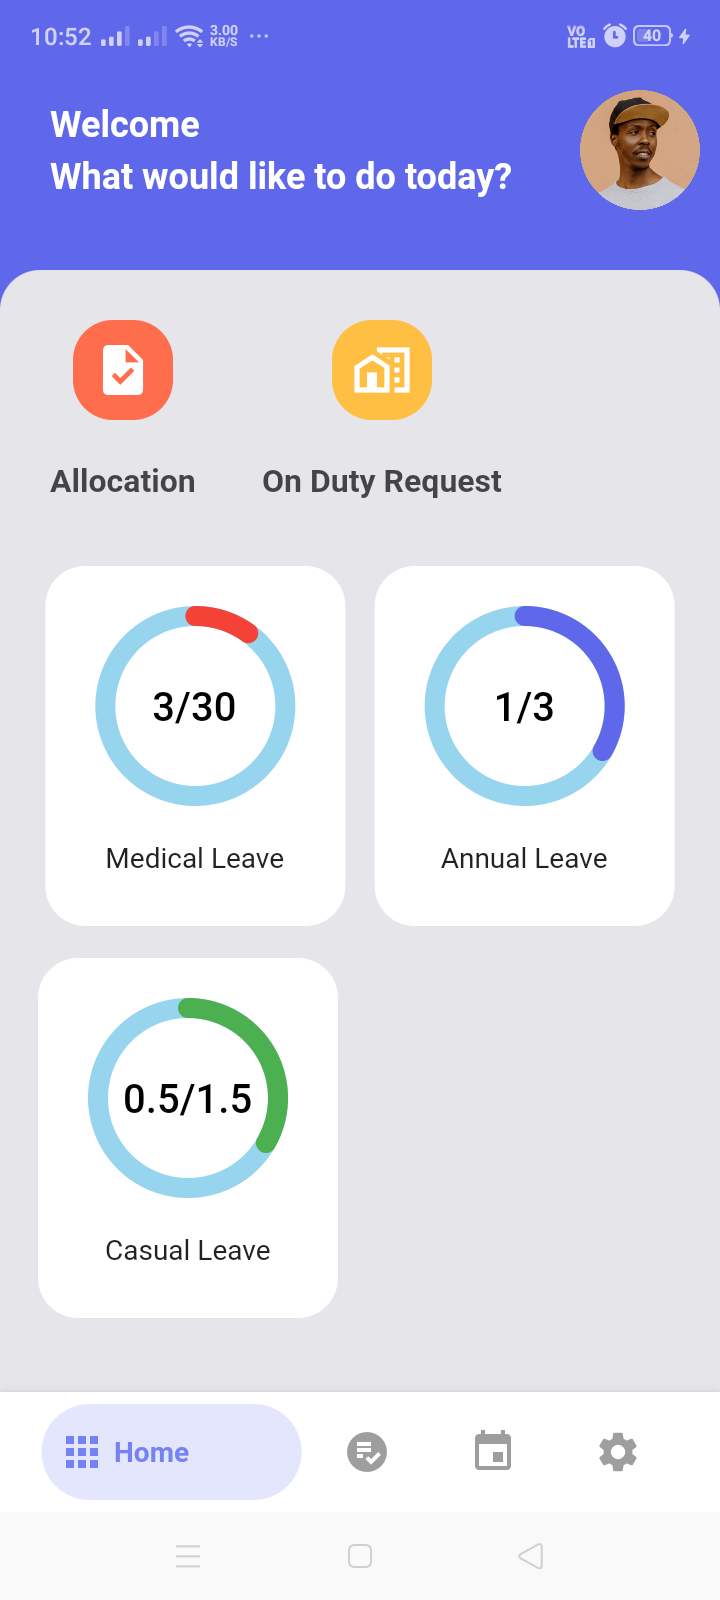 10:52 3.00 KB/S ... VO LTE1 40
Welcome
What would like to do today?
Allocation On Duty Request
3/30 1/3
Medical Leave Annual Leave
0.5/1.5
Casual Leave
Home